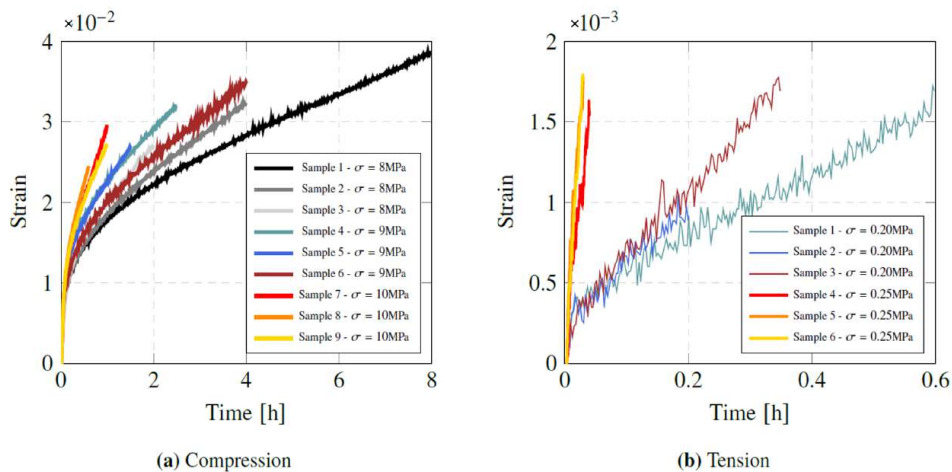 ×10⁻²
4
3
2
1
0
0
2
4
6
8
Strain
Time [h]
Sample 1 - σ = 8MPa
Sample 2 - σ = 8MPa
Sample 3 - σ = 8MPa
Sample 4 - σ = 9MPa
Sample 5 - σ = 9MPa
Sample 6 - σ = 9MPa
Sample 7 - σ = 10MPa
Sample 8 - σ = 10MPa
Sample 9 - σ = 10MPa
(a) Compression
×10⁻³
2
1.5
1
0.5
0
0
0.2
0.4
0.6
Strain
Time [h]
Sample 1 - σ = 0.20MPa
Sample 2 - σ = 0.20MPa
Sample 3 - σ = 0.20MPa
Sample 4 - σ = 0.25MPa
Sample 5 - σ = 0.25MPa
Sample 6 - σ = 0.25MPa
(b) Tension